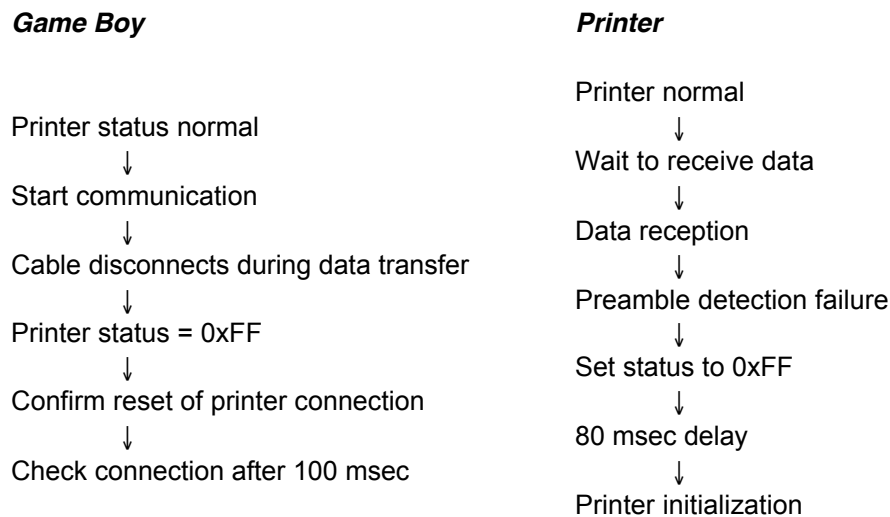 Game Boy
Printer status normal
↓
Start communication
↓
Cable disconnects during data transfer
↓
Printer status = 0xFF
↓
Confirm reset of printer connection
↓
Check connection after 100 msec
Printer
Printer normal
↓
Wait to receive data
↓
Data reception
↓
Preamble detection failure
↓
Set status to 0xFF
↓
80 msec delay
↓
Printer initialization